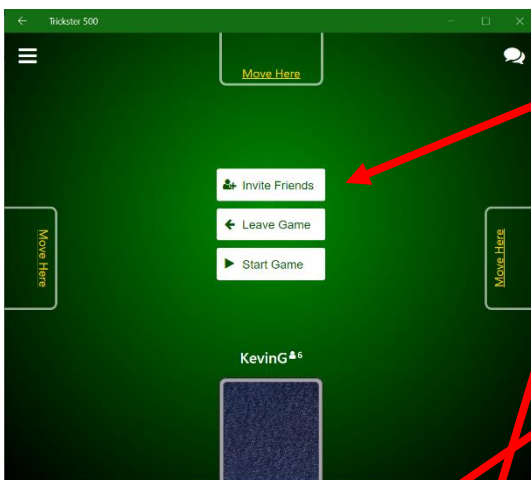 Trickster 500
Move Here
Invite Friends
Leave Game
Move Here
Move Here
Start Game
KevinG 6